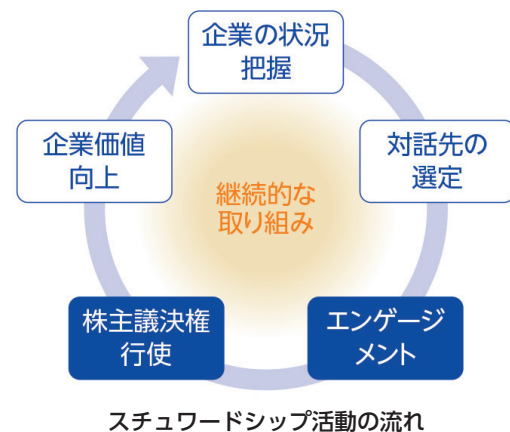 企業の状況
把握
対話先の
選定
エンゲージ
メント
株主議決権
行使
企業価値
向上
継続的な
取り組み
スチュワードシップ活動の流れ